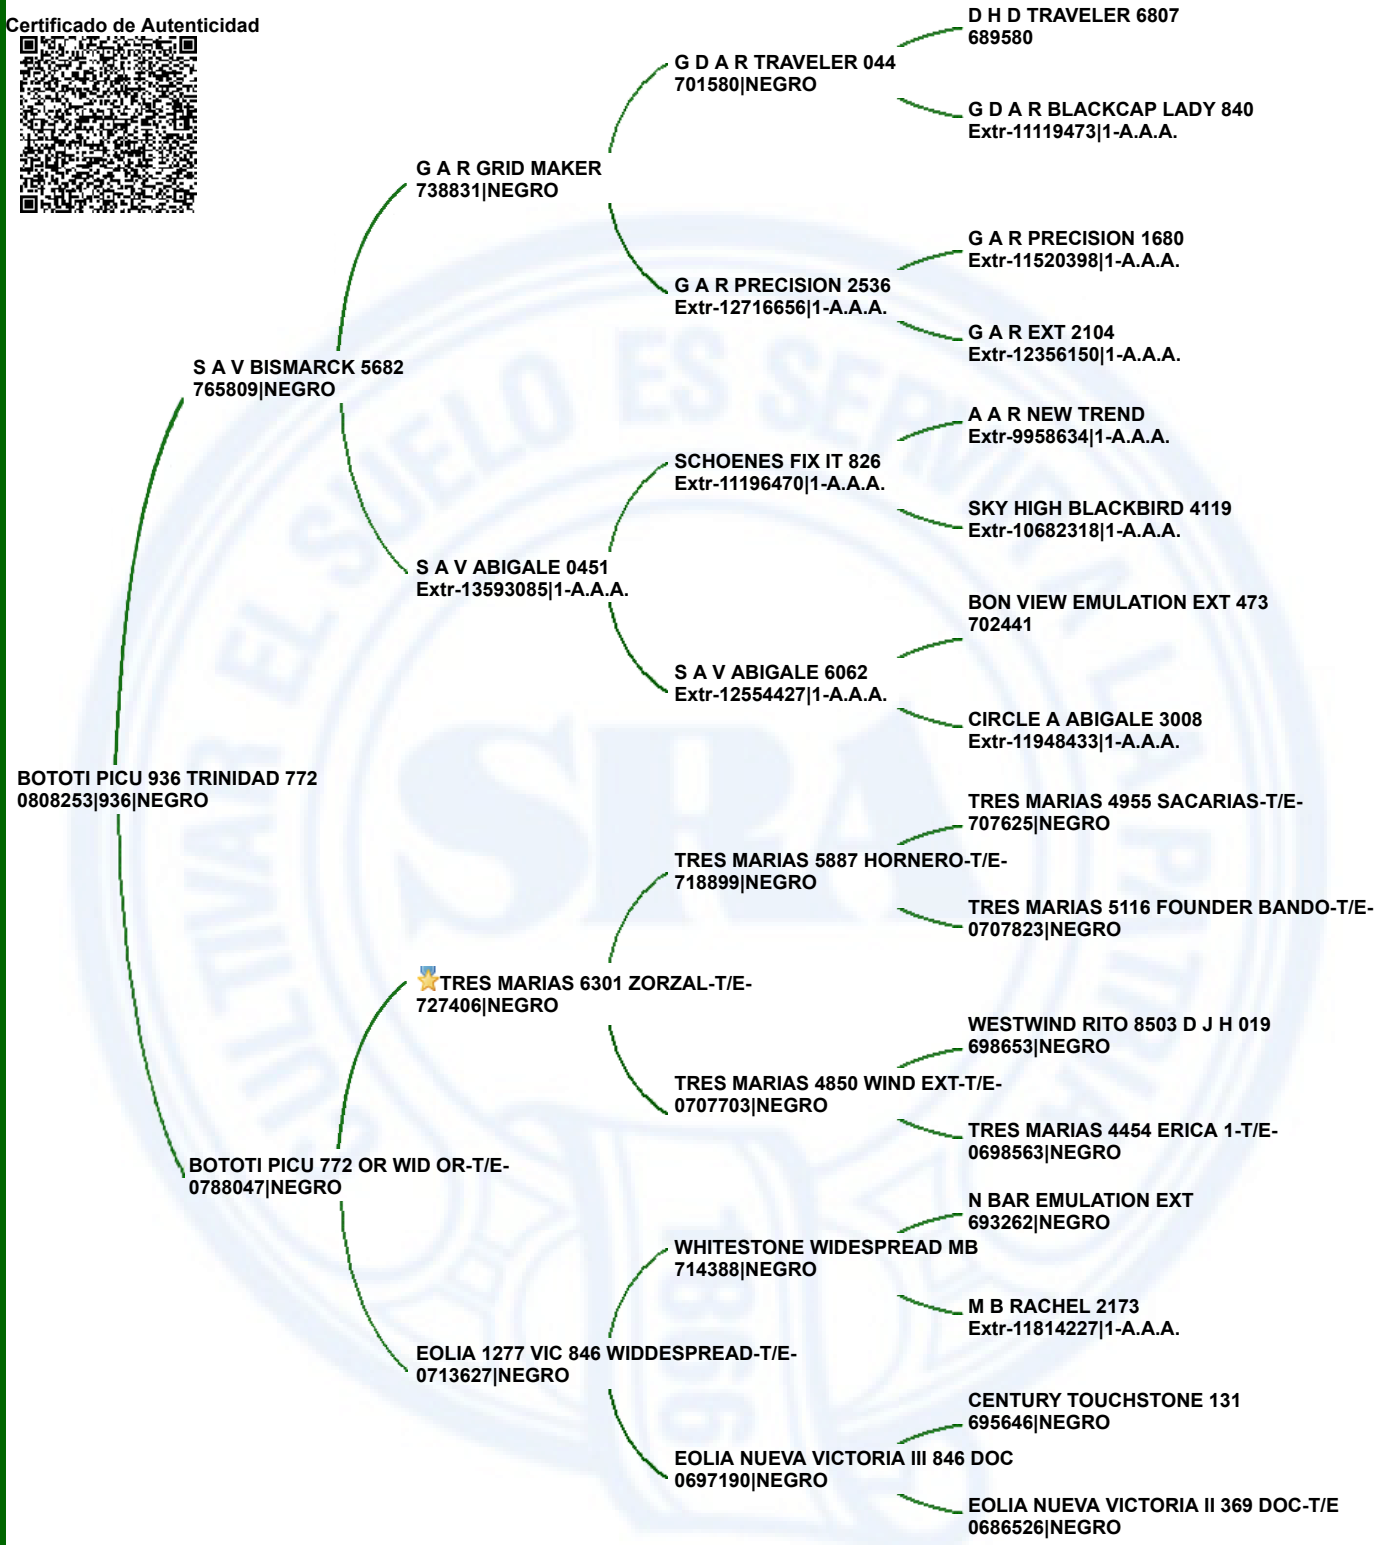 Certificado de Autenticidad
D H D TRAVELER 6807
689580
G D A R TRAVELER 044
701580|NEGRO
G D A R BLACKCAP LADY 840
Extr-11119473|1-A.A.A.
G A R GRID MAKER
738831|NEGRO
G A R PRECISION 1680
Extr-11520398|1-A.A.A.
G A R PRECISION 2536
Extr-12716656|1-A.A.A.
G A R EXT 2104
Extr-12356150|1-A.A.A.
S A V BISMARCK 5682
765809|NEGRO
A A R NEW TREND
Extr-9958634|1-A.A.A.
SCHOENES FIX IT 826
Extr-11196470|1-A.A.A.
SKY HIGH BLACKBIRD 4119
Extr-10682318|1-A.A.A.
S A V ABIGALE 0451
Extr-13593085|1-A.A.A.
BON VIEW EMULATION EXT 473
702441
S A V ABIGALE 6062
Extr-12554427|1-A.A.A.
CIRCLE A ABIGALE 3008
Extr-11948433|1-A.A.A.
BOTOTI PICU 936 TRINIDAD 772
0808253|936|NEGRO
TRES MARIAS 4955 SACARIAS-T/E-
707625|NEGRO
TRES MARIAS 5887 HORNERO-T/E-
718899|NEGRO
TRES MARIAS 5116 FOUNDER BANDO-T/E-
0707823|NEGRO
TRES MARIAS 6301 ZORZAL-T/E-
727406|NEGRO
WESTWIND RITO 8503 D J H 019
698653|NEGRO
TRES MARIAS 4850 WIND EXT-T/E-
0707703|NEGRO
TRES MARIAS 4454 ERICA 1-T/E-
0698563|NEGRO
BOTOTI PICU 772 OR WID OR-T/E-
0788047|NEGRO
N BAR EMULATION EXT
693262|NEGRO
WHITESTONE WIDESPREAD MB
714388|NEGRO
M B RACHEL 2173
Extr-11814227|1-A.A.A.
EOLIA 1277 VIC 846 WIDDESPREAD-T/E-
0713627|NEGRO
CENTURY TOUCHSTONE 131
695646|NEGRO
EOLIA NUEVA VICTORIA III 846 DOC
0697190|NEGRO
EOLIA NUEVA VICTORIA II 369 DOC-T/E
0686526|NEGRO
CULTIVAR EL SUELO ES SERVIR A LA PATRIA
SRA
1866